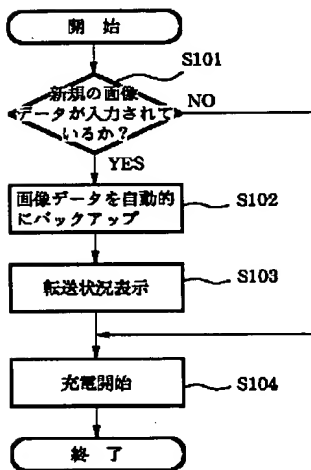 開 始
S101
新規の画像
データが入力されて
いるか？
NO
YES
画像データを自動的
にバックアップ
S102
転送状況表示
S103
充電開始
S104
終 了